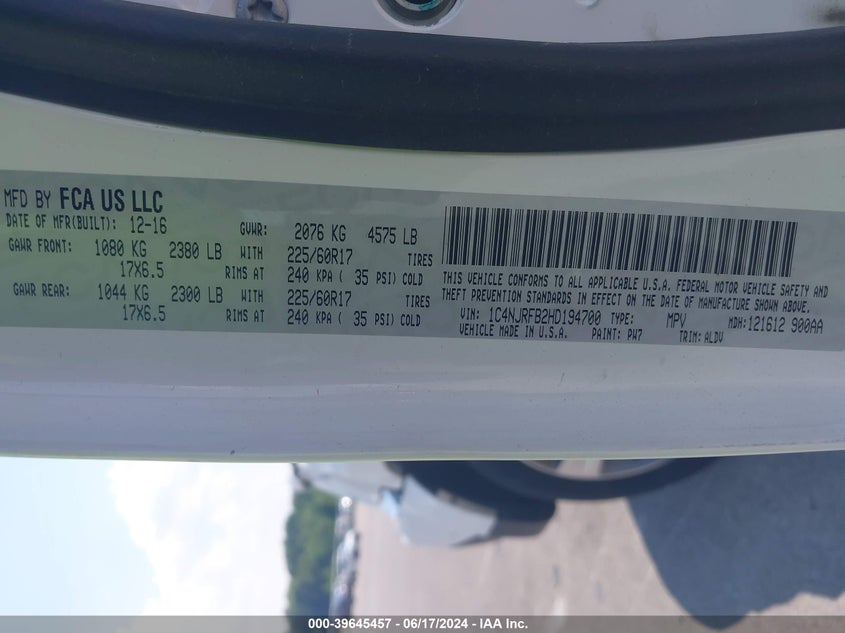 MFD BY FCA US LLC
DATE OF MFR(BUILT): 12-16 GVWR: 2076 KG 4575 LB
GAWR FRONT: 1080 KG 2380 LB WITH 225/60R17 TIRES
17X6.5 RIMS AT 240 KPA ( 35 PSI) COLD
GAWR REAR: 1044 KG 2300 LB WITH 225/60R17 TIRES
17X6.5 RIMS AT 240 KPA ( 35 PSI) COLD
THIS VEHICLE CONFORMS TO ALL APPLICABLE U.S.A. FEDERAL MOTOR VEHICLE SAFETY AND
THEFT PREVENTION STANDARDS IN EFFECT ON THE DATE OF MANUFACTURE SHOWN ABOVE.
VIN: 1C4NJRFB2HD194700 TYPE: MPV MDH: 121612 900AA
VEHICLE MADE IN U.S.A. PAINT: PW7 TRIM: ALDV
000-39645457 - 06/17/2024 - IAA Inc.